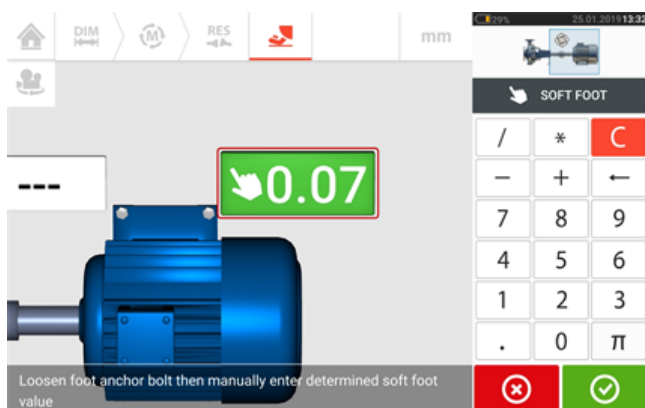 DIM
(M)
RES
mm
29%
25.01.2019 13:32
SOFT FOOT
---
0.07
/ * C
− + ←
7 8 9
4 5 6
1 2 3
. 0 π
Loosen foot anchor bolt then manually enter determined soft foot
value